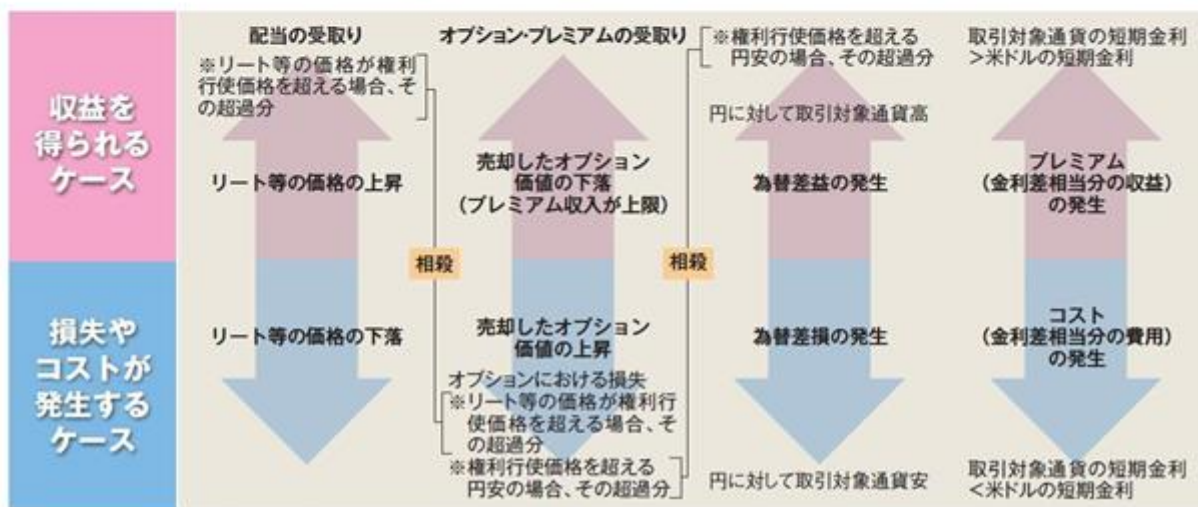 収益を
得られる
ケース
損失や
コストが
発生する
ケース
配当の受取り
※リート等の価格が権利
行使価格を超える場合、そ
の超過分
リート等の価格の上昇
リート等の価格の下落
相殺
オプション・プレミアムの受取り
売却したオプション
価値の下落
(プレミアム収入が上限)
売却したオプション
価値の上昇
オプションにおける損失
※リート等の価格が権利行
使価格を超える場合、そ
の超過分
※権利行使価格を超える
円安の場合、その超過分
相殺
※権利行使価格を超える
円安の場合、その超過分
円に対して取引対象通貨高
為替差益の発生
為替差損の発生
円に対して取引対象通貨安
取引対象通貨の短期金利
>米ドルの短期金利
プレミアム
(金利差相当分の収益)
の発生
コスト
(金利差相当分の費用)
の発生
取引対象通貨の短期金利
<米ドルの短期金利